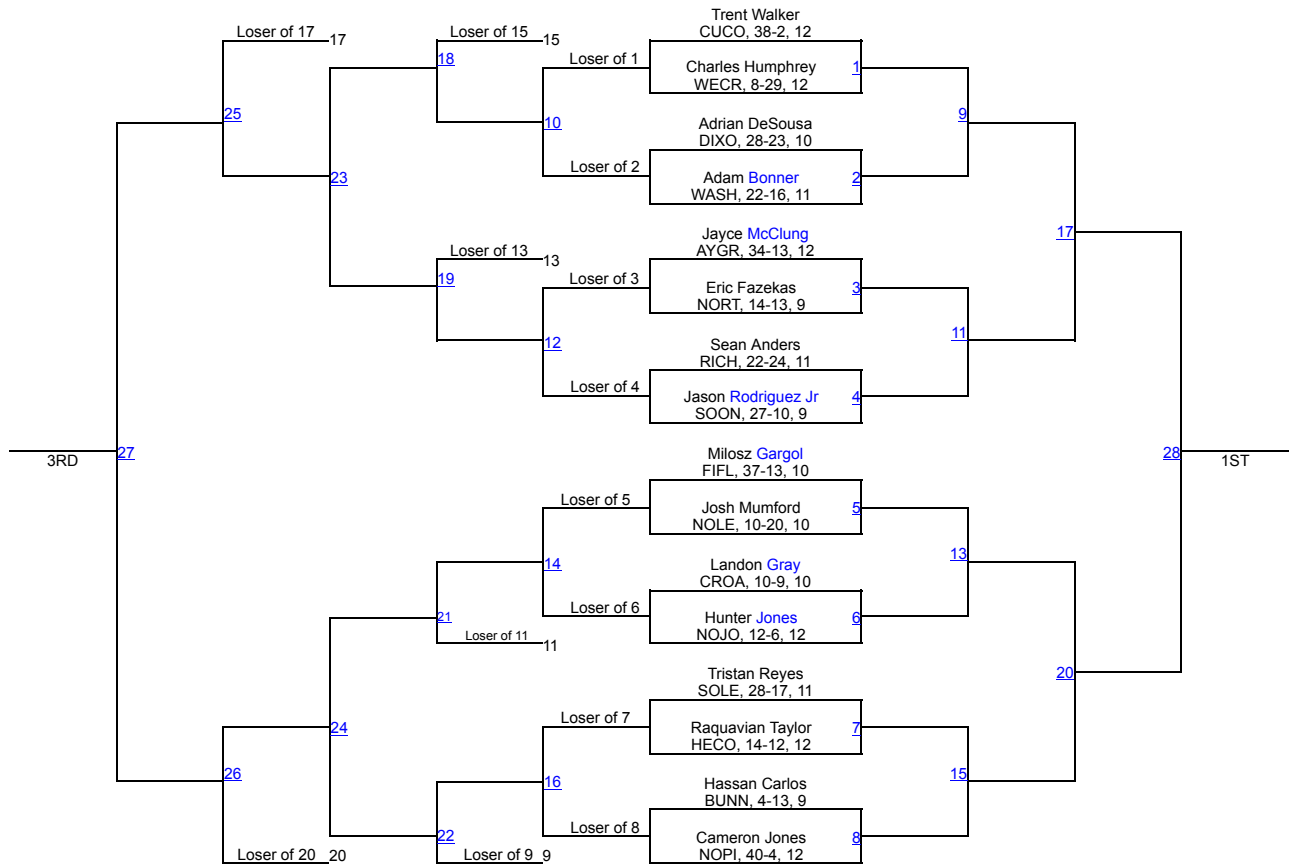 Trent Walker
Loser of 17 17 Loser of 15 15 CUCO, 38-2, 12
18 Loser of 1 Charles Humphrey 1
WECR, 8-29, 12
25 10 Adrian DeSousa 9
DIXO, 28-23, 10
Loser of 2 Adam Bonner 2
23 WASH, 22-16, 11
Jayce McClung 17
Loser of 13 13 AYGR, 34-13, 12
19 Loser of 3 Eric Fazekas 3
NORT, 14-13, 9
12 Sean Anders 11
RICH, 22-24, 11
Loser of 4 Jason Rodriguez Jr 4
SOON, 27-10, 9
27 Milosz Gargol 28
3RD FIFL, 37-13, 10 1ST
Loser of 5 Josh Mumford 5
NOLE, 10-20, 10
14 Landon Gray 13
CROA, 10-9, 10
21 Loser of 6 Hunter Jones 6
Loser of 11 11 NOJO, 12-6, 12
Tristan Reyes 20
SOLE, 28-17, 11
24 Loser of 7 Raquavian Taylor 7
HECO, 14-12, 12
26 16 Hassan Carlos 15
BUNN, 4-13, 9
22 Loser of 8 Cameron Jones 8
Loser of 20 20 Loser of 9 9 NOPI, 40-4, 12